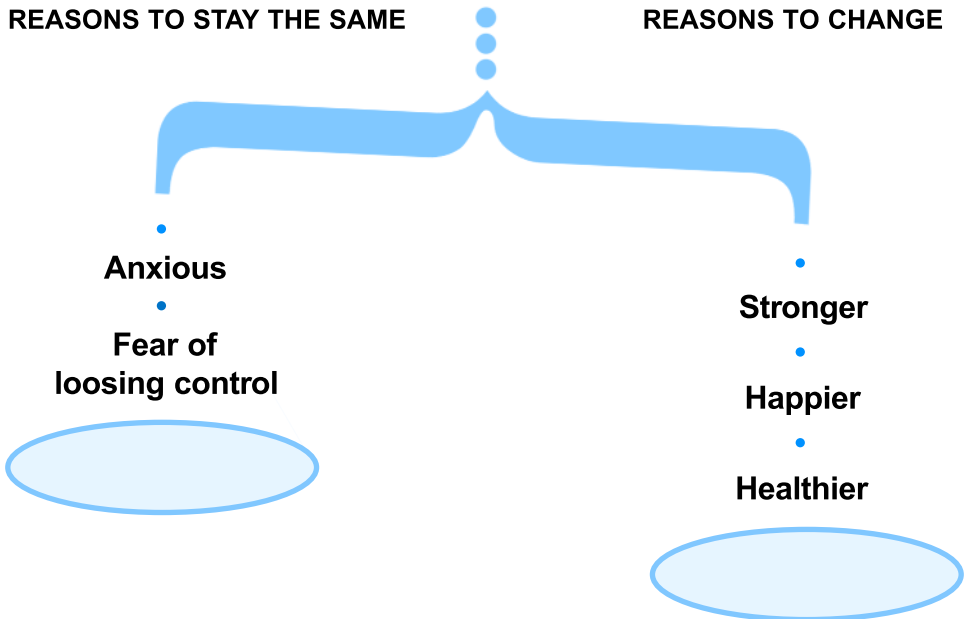 REASONS TO STAY THE SAME
REASONS TO CHANGE
Anxious
Fear of
loosing control
Stronger
Happier
Healthier